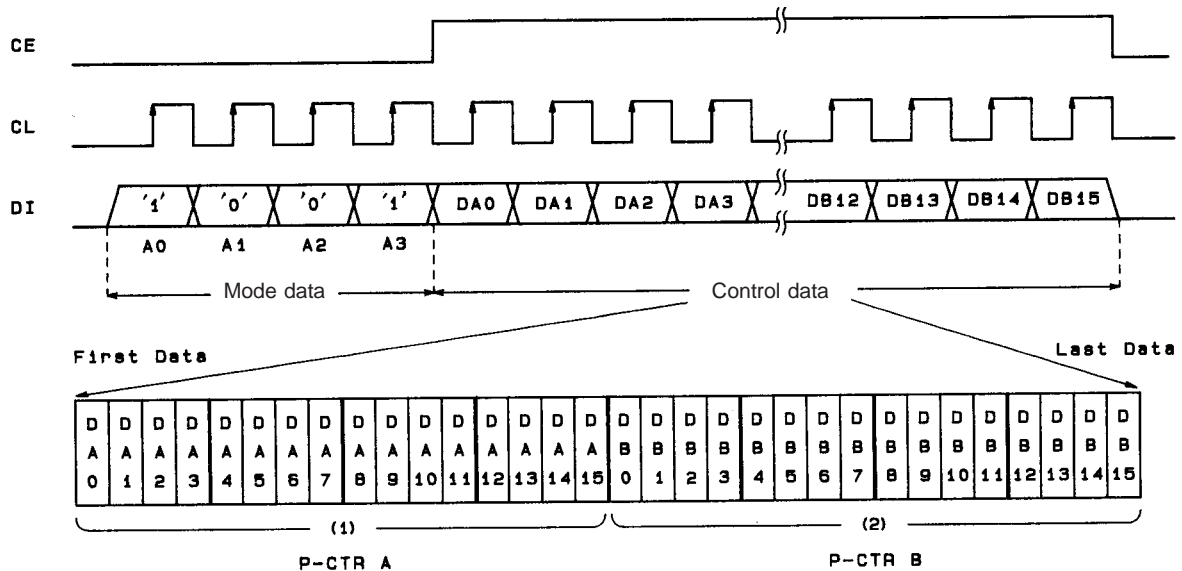 CE
CL
DI '1' '0' '0' '1' DA0 DA1 DA2 DA3 DB12 DB13 DB14 DB15
A0 A1 A2 A3
Mode data Control data
First Data Last Data
D D D D D D D D D D D D D D D D D D D D D D D D D D D D D D D D
A A A A A A A A A A A A A A A A B B B B B B B B B B B B B B B B
0 1 2 3 4 5 6 7 8 9 10 11 12 13 14 15 0 1 2 3 4 5 6 7 8 9 10 11 12 13 14 15
(1) (2)
P-CTR A P-CTR B